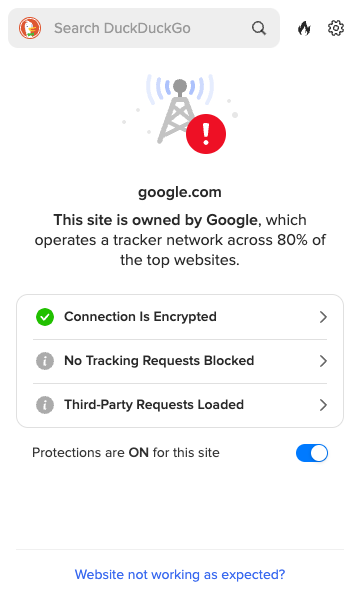 Search DuckDuckGo
google.com
This site is owned by Google, which
operates a tracker network across 80% of
the top websites.
Connection Is Encrypted
No Tracking Requests Blocked
Third-Party Requests Loaded
Protections are ON for this site
Website not working as expected?